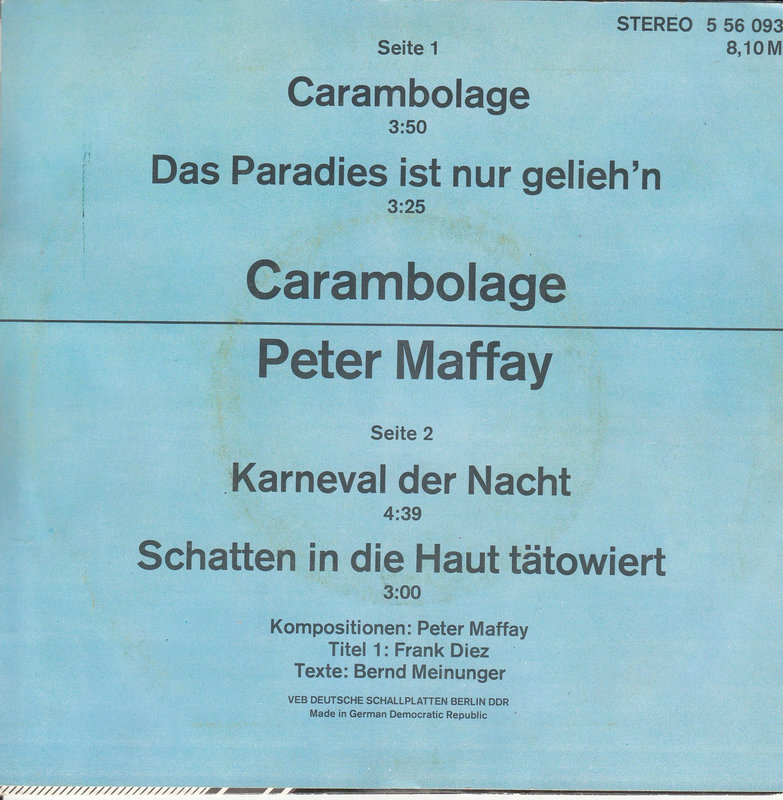 STEREO 5 56 093
8,10 M
Seite 1
Carambolage
3:50
Das Paradies ist nur gelieh'n
3:25
Carambolage
Peter Maffay
Seite 2
Karneval der Nacht
4:39
Schatten in die Haut tätowiert
3:00
Kompositionen: Peter Maffay
Titel 1: Frank Diez
Texte: Bernd Meinunger
VEB DEUTSCHE SCHALLPLATTEN BERLIN DDR
Made in German Democratic Republic